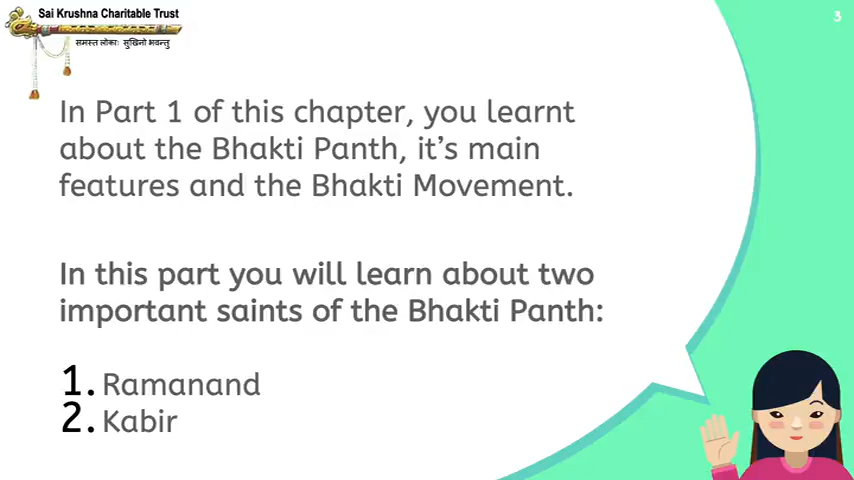 Sai Krushna Charitable Trust
समस्त लोकाः सुखिनो भवन्तु
3
In Part 1 of this chapter, you learnt
about the Bhakti Panth, it's main
features and the Bhakti Movement.
In this part you will learn about two
important saints of the Bhakti Panth:
1. Ramanand
2. Kabir